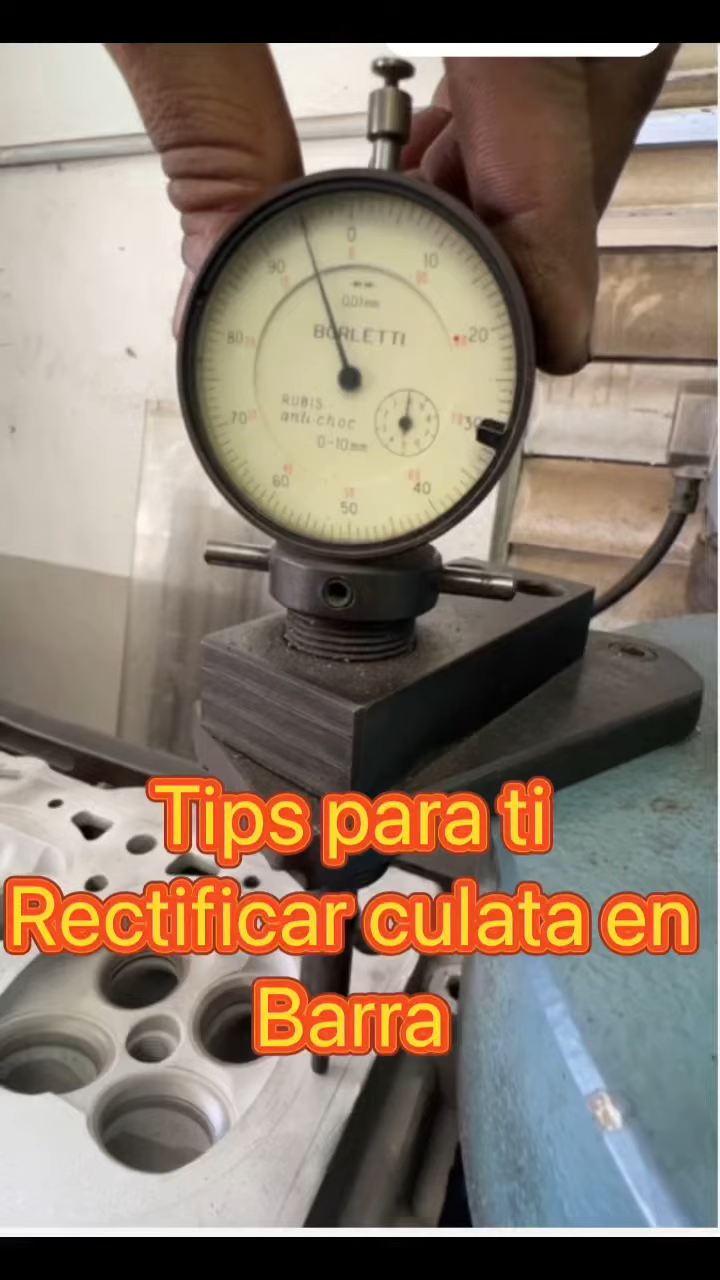 0
10
20
30
40
50
60
70
80
90
0,01mm
BORLETTI
RUBIS
anti-choc
0-10mm
Tips para ti
Rectificar culata en
Barra